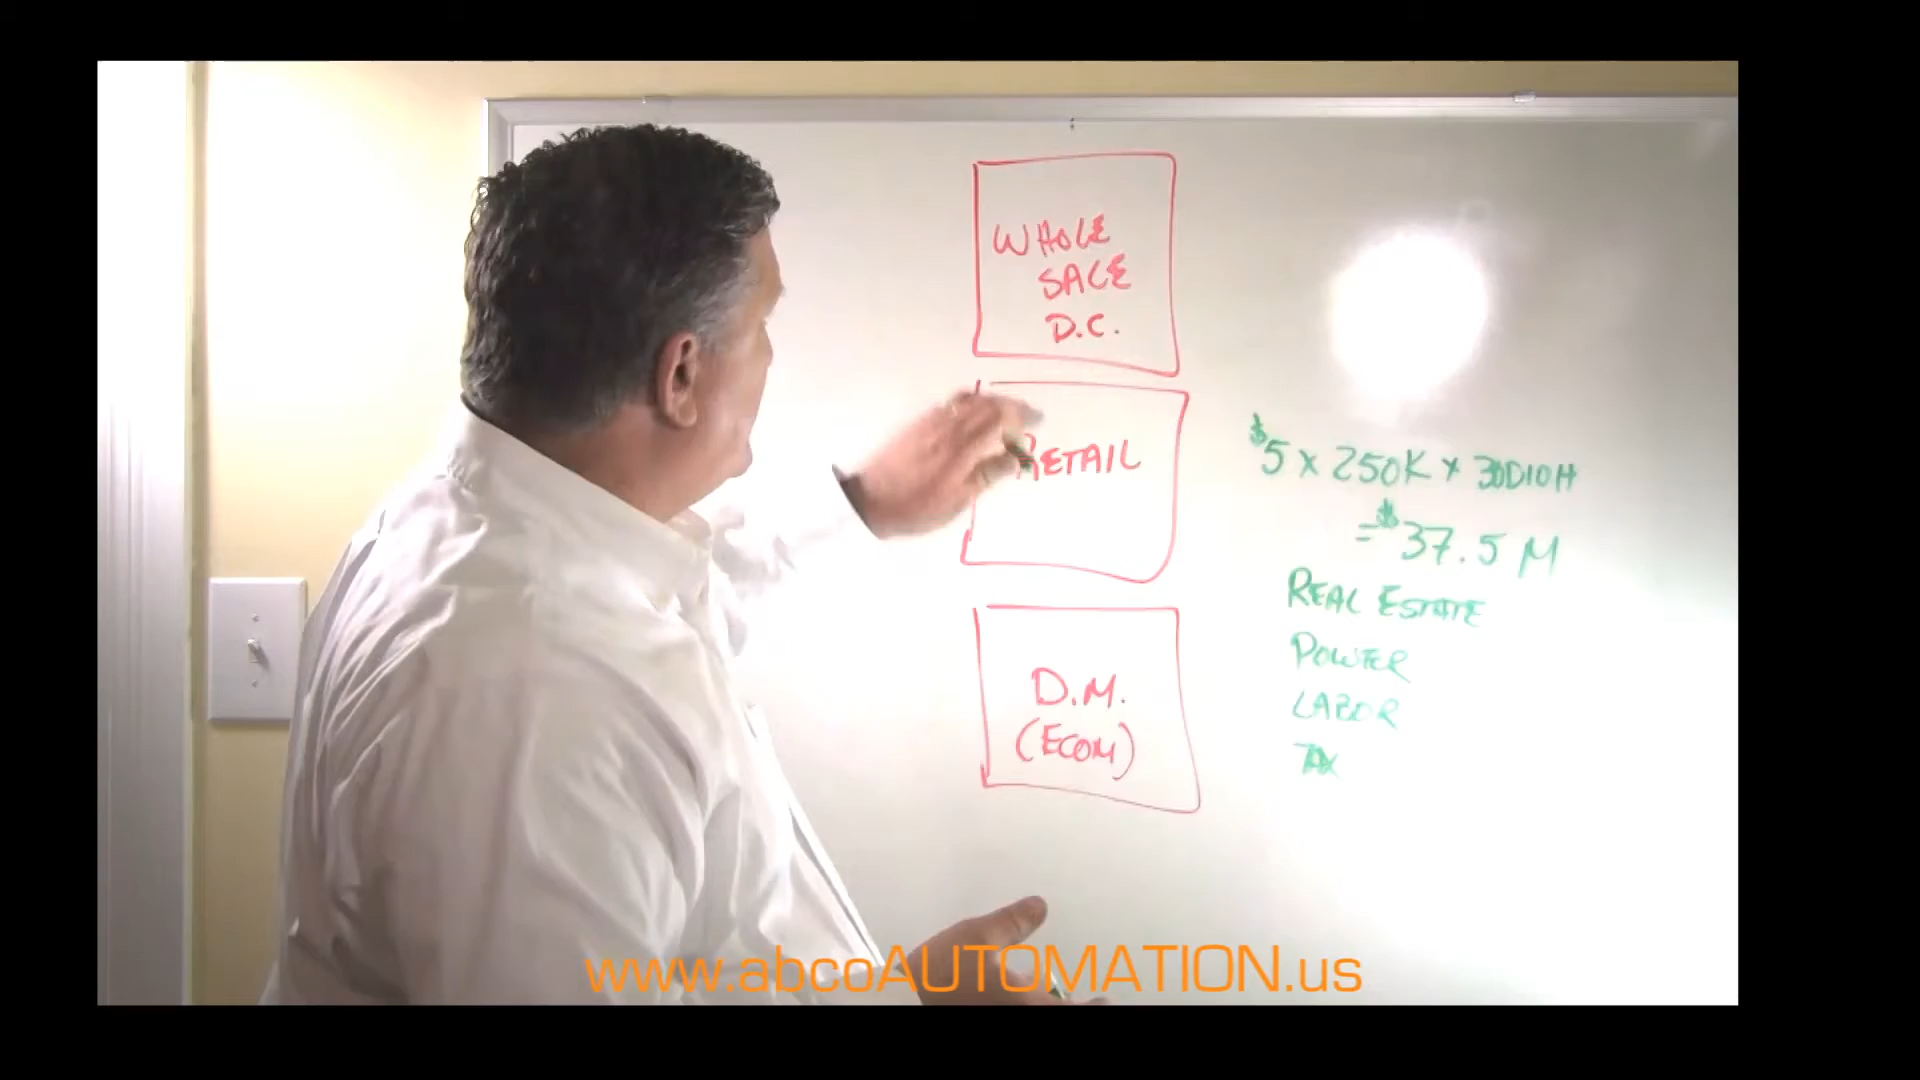 WHOLE
SALE
D.C.
RETAIL
D.M.
(ECOM)
$5 x 250K x 30DIOH
= $37.5 M
REAL ESTATE
POWER
LABOR
TAX
www.abcoAUTOMATION.us